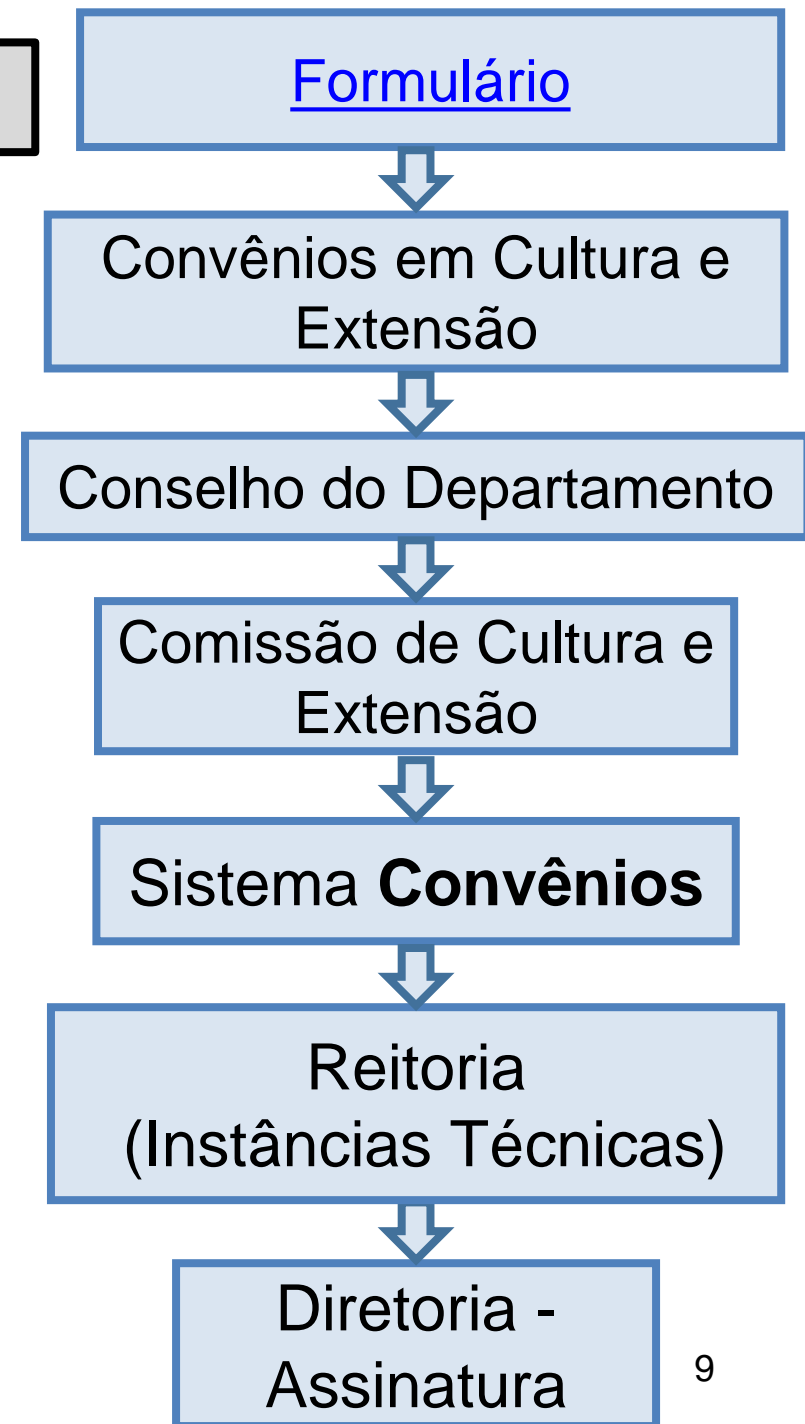 Formulário
Convênios em Cultura e
Extensão
Conselho do Departamento
Comissão de Cultura e
Extensão
Sistema Convênios
Reitoria
(Instâncias Técnicas)
Diretoria -
Assinatura
9